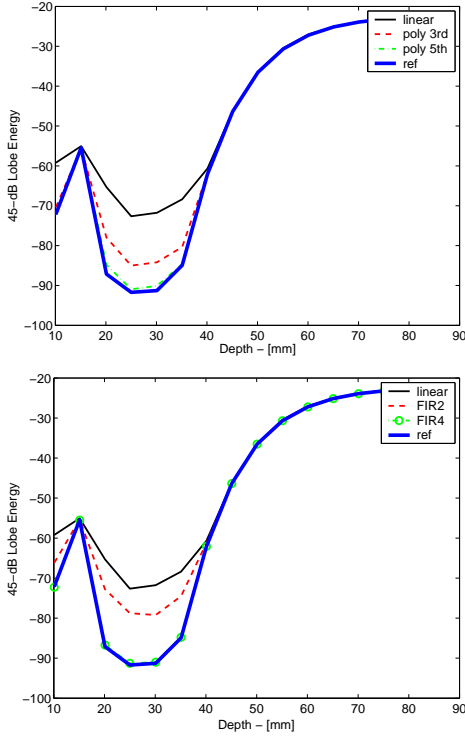 −20
−30
−40
−50
−60
−70
−80
−90
−100
10 20 30 40 50 60 70 80 90
45−dB Lobe Energy
Depth − [mm]
linear
poly 3rd
poly 5th
ref
−20
−30
−40
−50
−60
−70
−80
−90
−100
10 20 30 40 50 60 70 80 90
45−dB Lobe Energy
Depth − [mm]
linear
FIR2
FIR4
ref